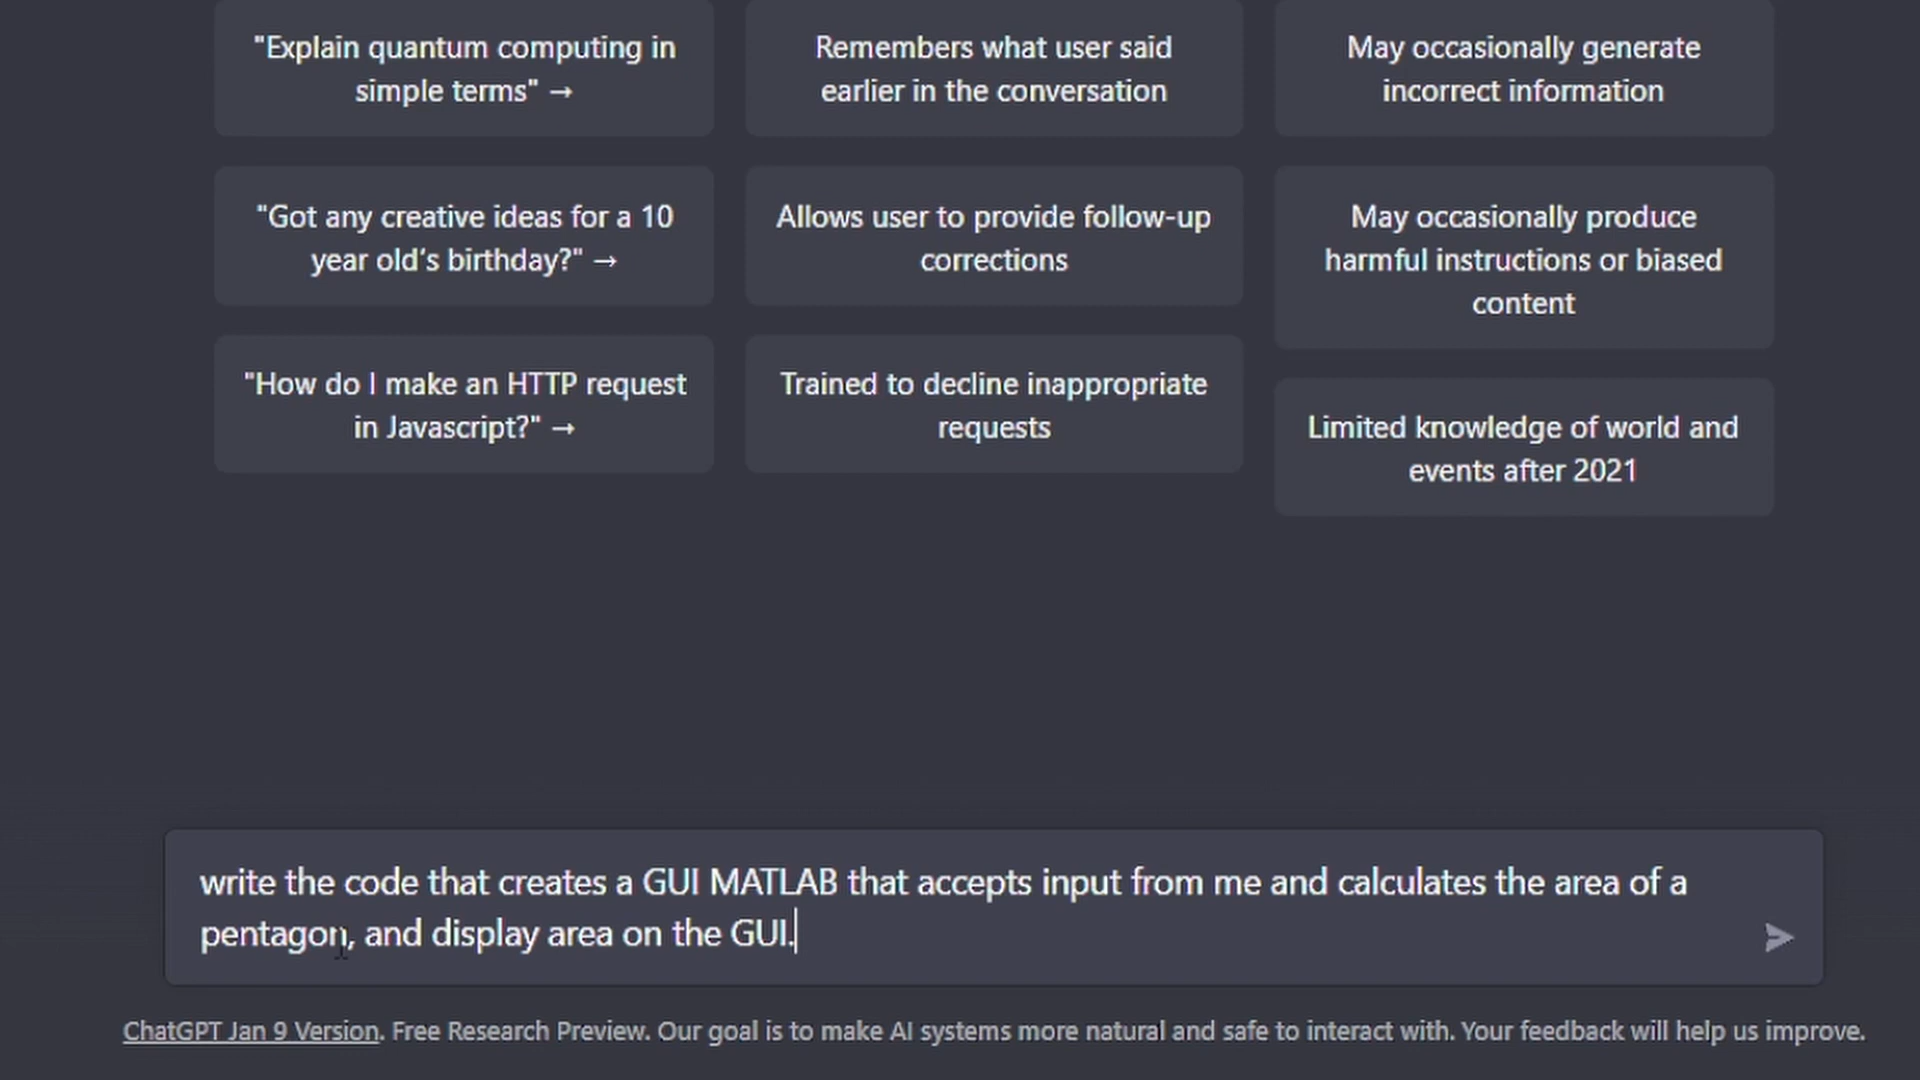 "Explain quantum computing in
simple terms" →
Remembers what user said
earlier in the conversation
May occasionally generate
incorrect information
"Got any creative ideas for a 10
year old's birthday?" →
Allows user to provide follow-up
corrections
May occasionally produce
harmful instructions or biased
content
"How do I make an HTTP request
in Javascript?" →
Trained to decline inappropriate
requests
Limited knowledge of world and
events after 2021
write the code that creates a GUI MATLAB that accepts input from me and calculates the area of a
pentagon, and display area on the GUI.
ChatGPT Jan 9 Version. Free Research Preview. Our goal is to make AI systems more natural and safe to interact with. Your feedback will help us improve.